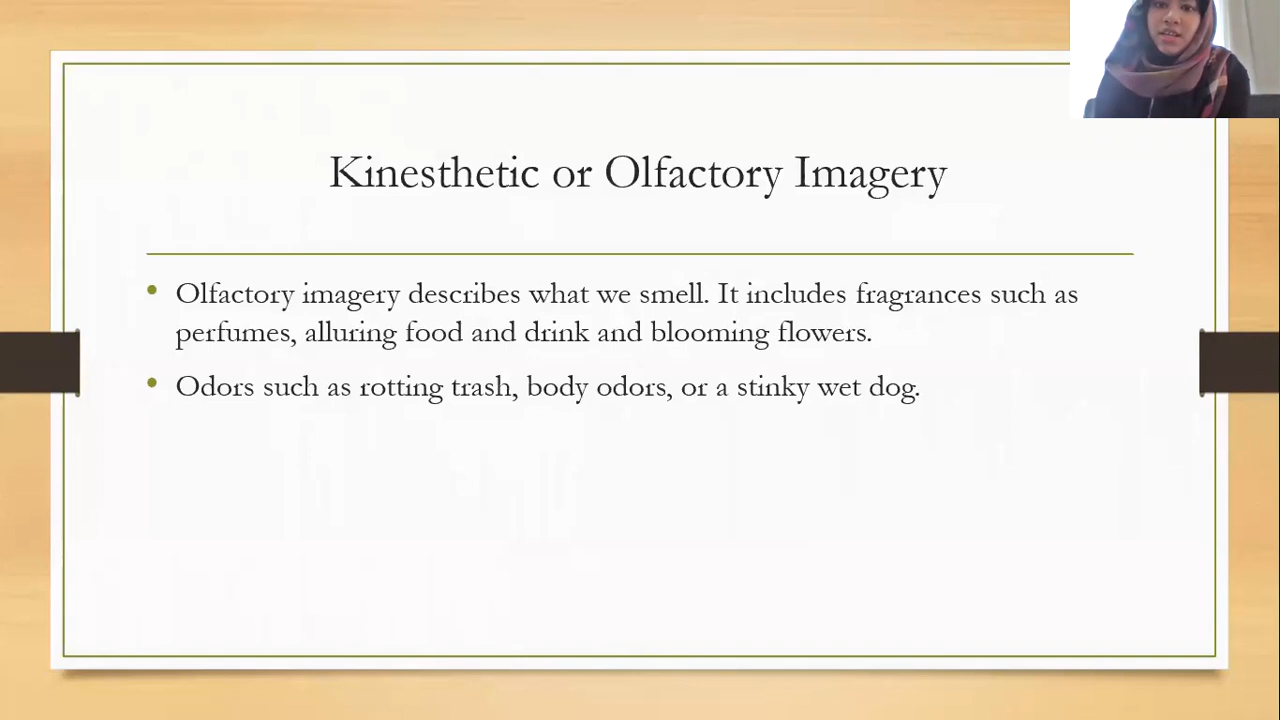 Kinesthetic or Olfactory Imagery
Olfactory imagery describes what we smell. It includes fragrances such as
perfumes, alluring food and drink and blooming flowers.
Odors such as rotting trash, body odors, or a stinky wet dog.